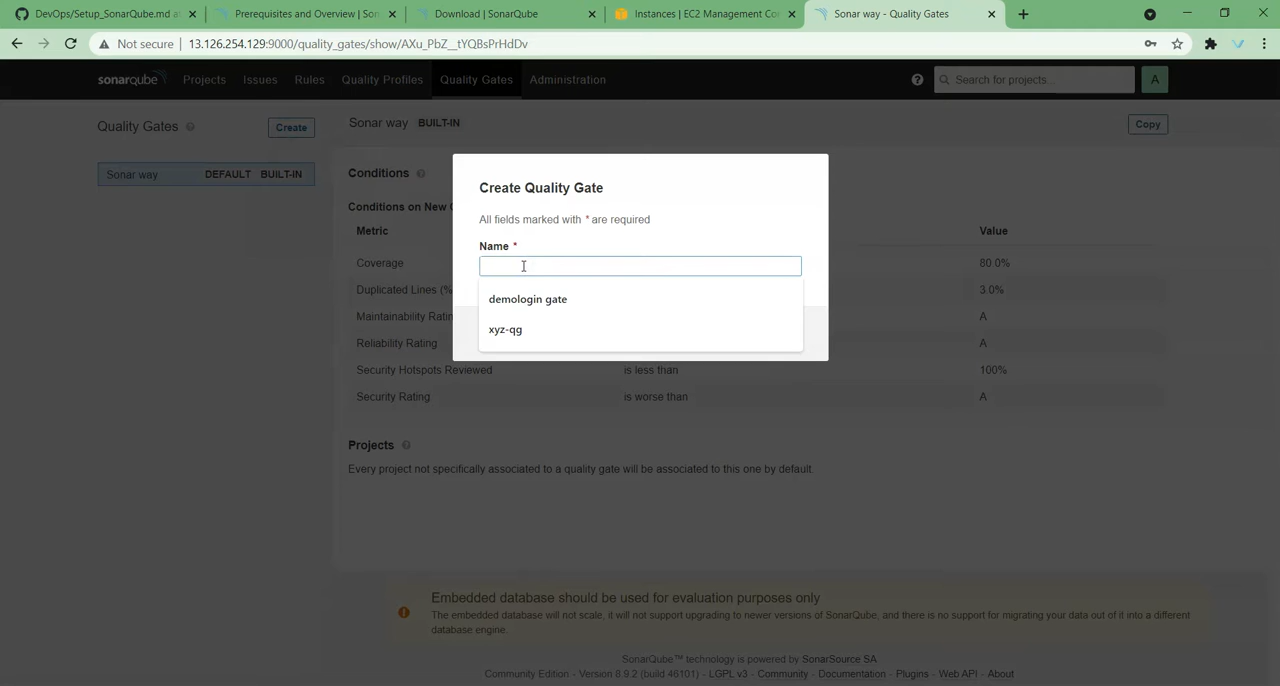 DevOps/Setup_SonarQube.md at
Prerequisites and Overview | Son
Download | SonarQube
Instances | EC2 Management Con
Sonar way - Quality Gates
Not secure | 13.126.254.129:9000/quality_gates/show/AXu_PbZ__tYQBsPrHdDv
sonarqube Projects Issues Rules Quality Profiles Quality Gates Administration Search for projects... A
Quality Gates Create Sonar way BUILT-IN Copy
Sonar way DEFAULT BUILT-IN
Conditions
Conditions on New
Metric Value
Coverage 80.0%
Duplicated Lines (% 3.0%
Maintainability Ratin A
Reliability Rating A
Security Hotspots Reviewed is less than 100%
Security Rating is worse than A
Create Quality Gate
All fields marked with * are required
Name *
demologin gate
xyz-qg
Projects
Every project not specifically associated to a quality gate will be associated to this one by default
Embedded database should be used for evaluation purposes only
The embedded database will not scale, it will not support upgrading to newer versions of SonarQube, and there is no support for migrating your data out of it into a different
database engine.
SonarQube™ technology is powered by SonarSource SA
Community Edition - Version 8.9.2 (build 46101) - LGPL v3 - Community - Documentation - Plugins - Web API - About